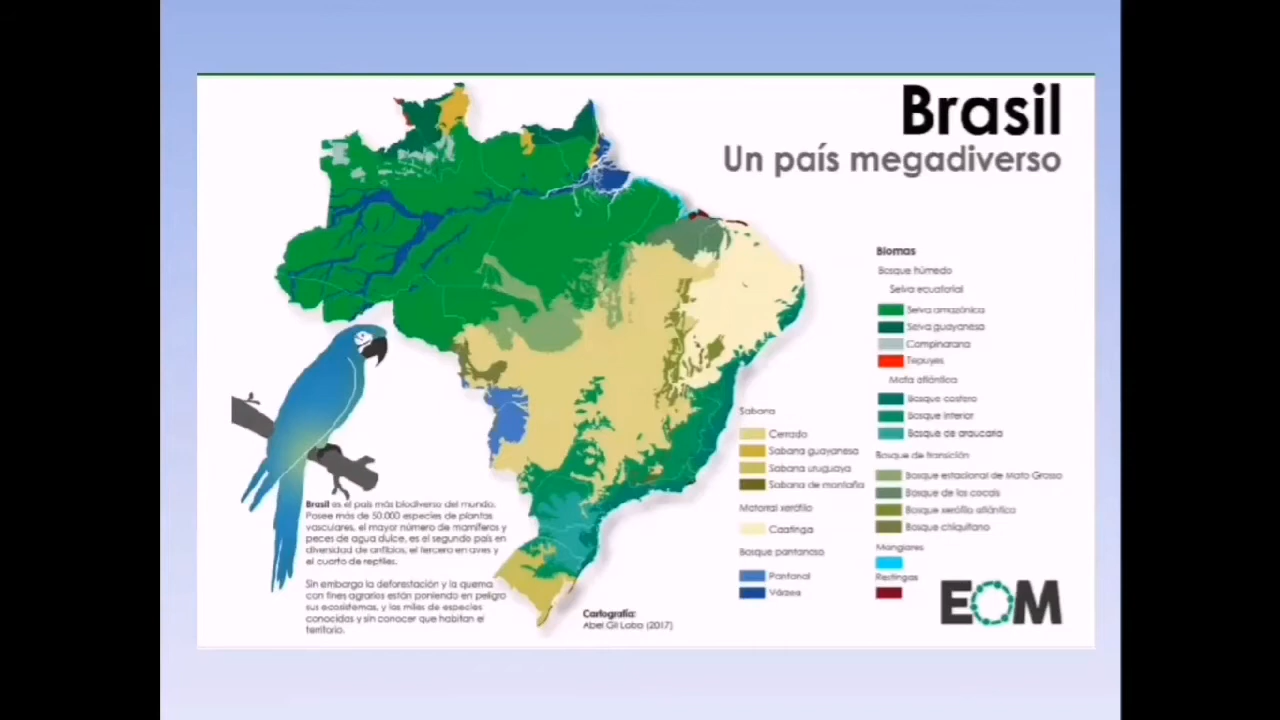 Brasil
Un país megadiverso
Biomas
Bosque húmedo
Selva ecuatorial
Selva amazónica
Selva guayanesa
Campinarana
Tepuyes
Mata atlántica
Bosque costero
Bosque interior
Bosque de araucaria
Bosque de transición
Bosque estacional de Mato Grosso
Bosque de los cocais
Bosque xerófilo atlántico
Bosque chiquitano
Manglares
Restingas
Sabana
Cerrado
Sabana guayanesa
Sabana uruguaya
Sabana de montaña
Matorral xerófilo
Caatinga
Bosque pantanoso
Pantanal
Várzea
Brasil es el país más biodiverso del mundo.
Posee más de 50.000 especies de plantas
vasculares, el mayor número de mamíferos y
peces de agua dulce, es el segundo país en
diversidad de anfibios, el tercero en aves y
el cuarto de reptiles.
Sin embargo la deforestación y la quema
con fines agrarios están poniendo en peligro
sus ecosistemas, y los miles de especies
conocidos y sin conocer que habitan el
territorio.
Cartografía:
Abel Gil Lobo (2017)
EOM